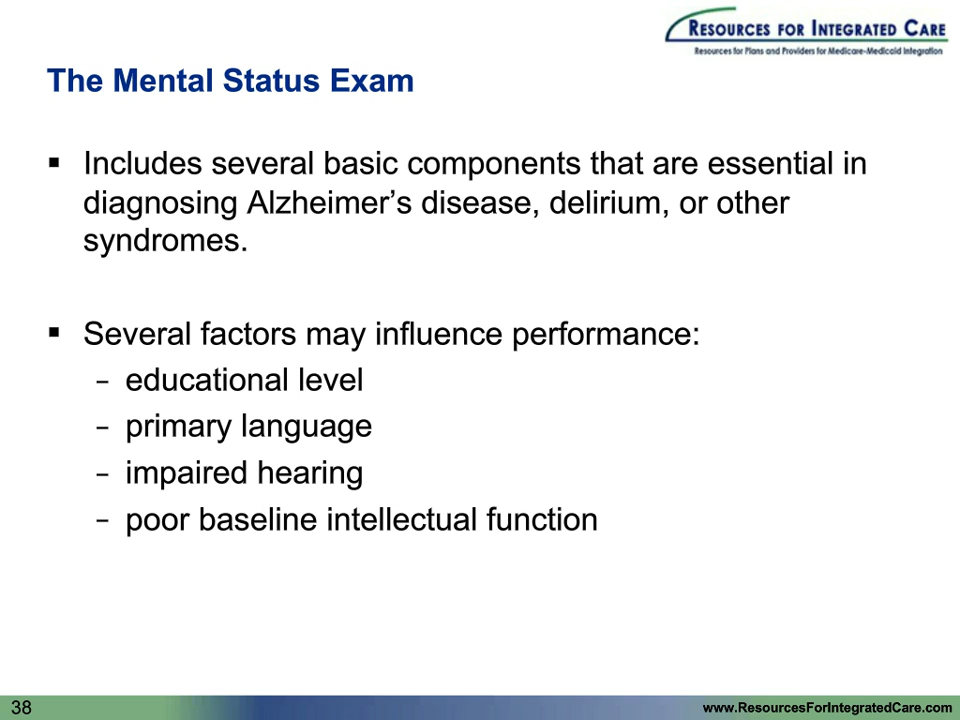 RESOURCES FOR INTEGRATED CARE
Resources for Plans and Providers for Medicare-Medicaid Integration
The Mental Status Exam
▪ Includes several basic components that are essential in
diagnosing Alzheimer’s disease, delirium, or other
syndromes.
▪ Several factors may influence performance:
– educational level
– primary language
– impaired hearing
– poor baseline intellectual function
38
www.ResourcesForIntegratedCare.com